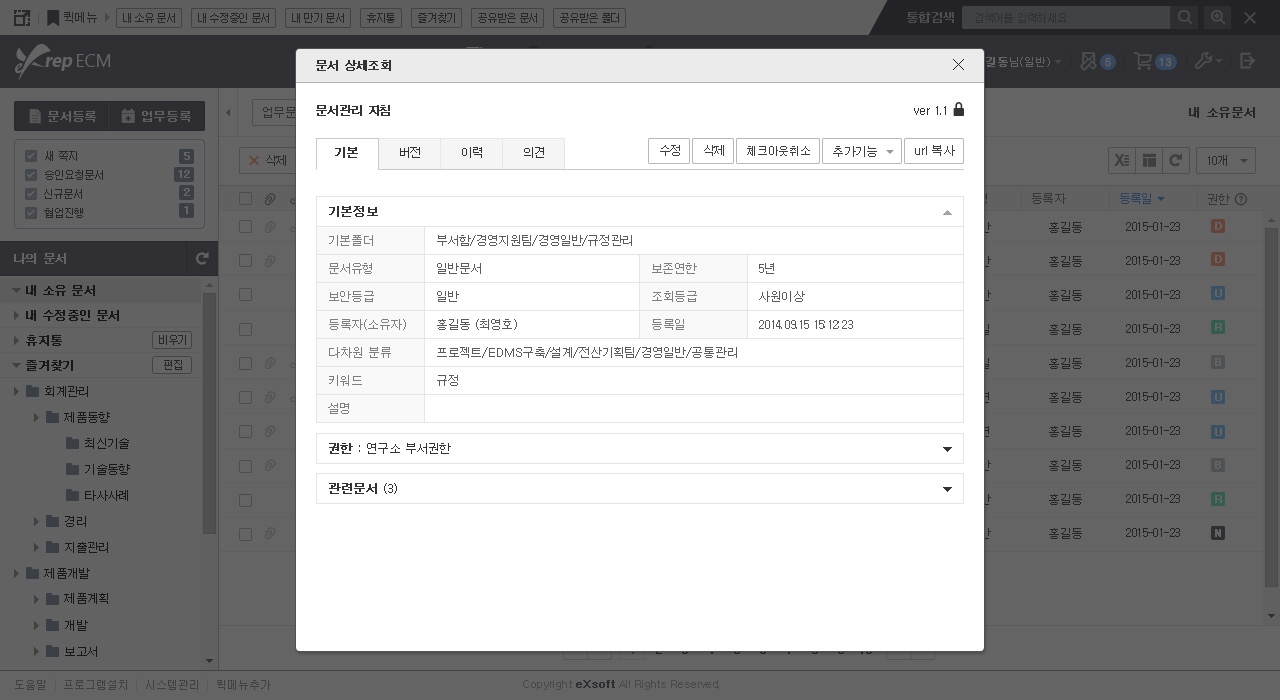 퀵메뉴 내 소유 문서 내 수정중인 문서 내 만기 문서 휴지통 즐겨찾기 공유받은 문서 공유받은 폴더 통합검색 검색어를 입력하세요
Xrep ECM 길동님(일반) 5 13
문서 상세조회
문서등록 업무등록 업무문 내 소유문서
문서관리 지침 ver 1.1
새 쪽지 5
승인요청문서 12
신규문서 2
협업진행 1
삭제 10개
기본 버전 이력 의견 수정 삭제 체크아웃취소 추가기능 url 복사
등록자 등록일 권한
나의 문서
내 소유 문서
내 수정중인 문서
휴지통 비우기
즐겨찾기 편집
회계관리
제품동향
최신기술
기술동향
타사사례
경리
지출관리
제품개발
제품계획
개발
보고서
기본정보
기본폴더 부서함/경영지원팀/경영일반/규정관리
문서유형 일반문서 보존연한 5년
보안등급 일반 조회등급 사원이상
등록자(소유자) 홍길동 (최영호) 등록일 2014.09.15 15:12:23
다차원 분류 프로젝트/EDMS구축/설계/전산기획팀/경영일반/공통관리
키워드 규정
설명
권한 : 연구소 부서권한
관련문서 (3)
홍길동 2015-01-23 D
홍길동 2015-01-23 D
홍길동 2015-01-23 U
홍길동 2015-01-23 R
홍길동 2015-01-23 B
홍길동 2015-01-23 U
홍길동 2015-01-23 U
홍길동 2015-01-23 B
홍길동 2015-01-23 R
홍길동 2015-01-23 N
도움말 프로그램설치 시스템관리 퀵메뉴추가 Copyright eXsoft All Rights Reserved.